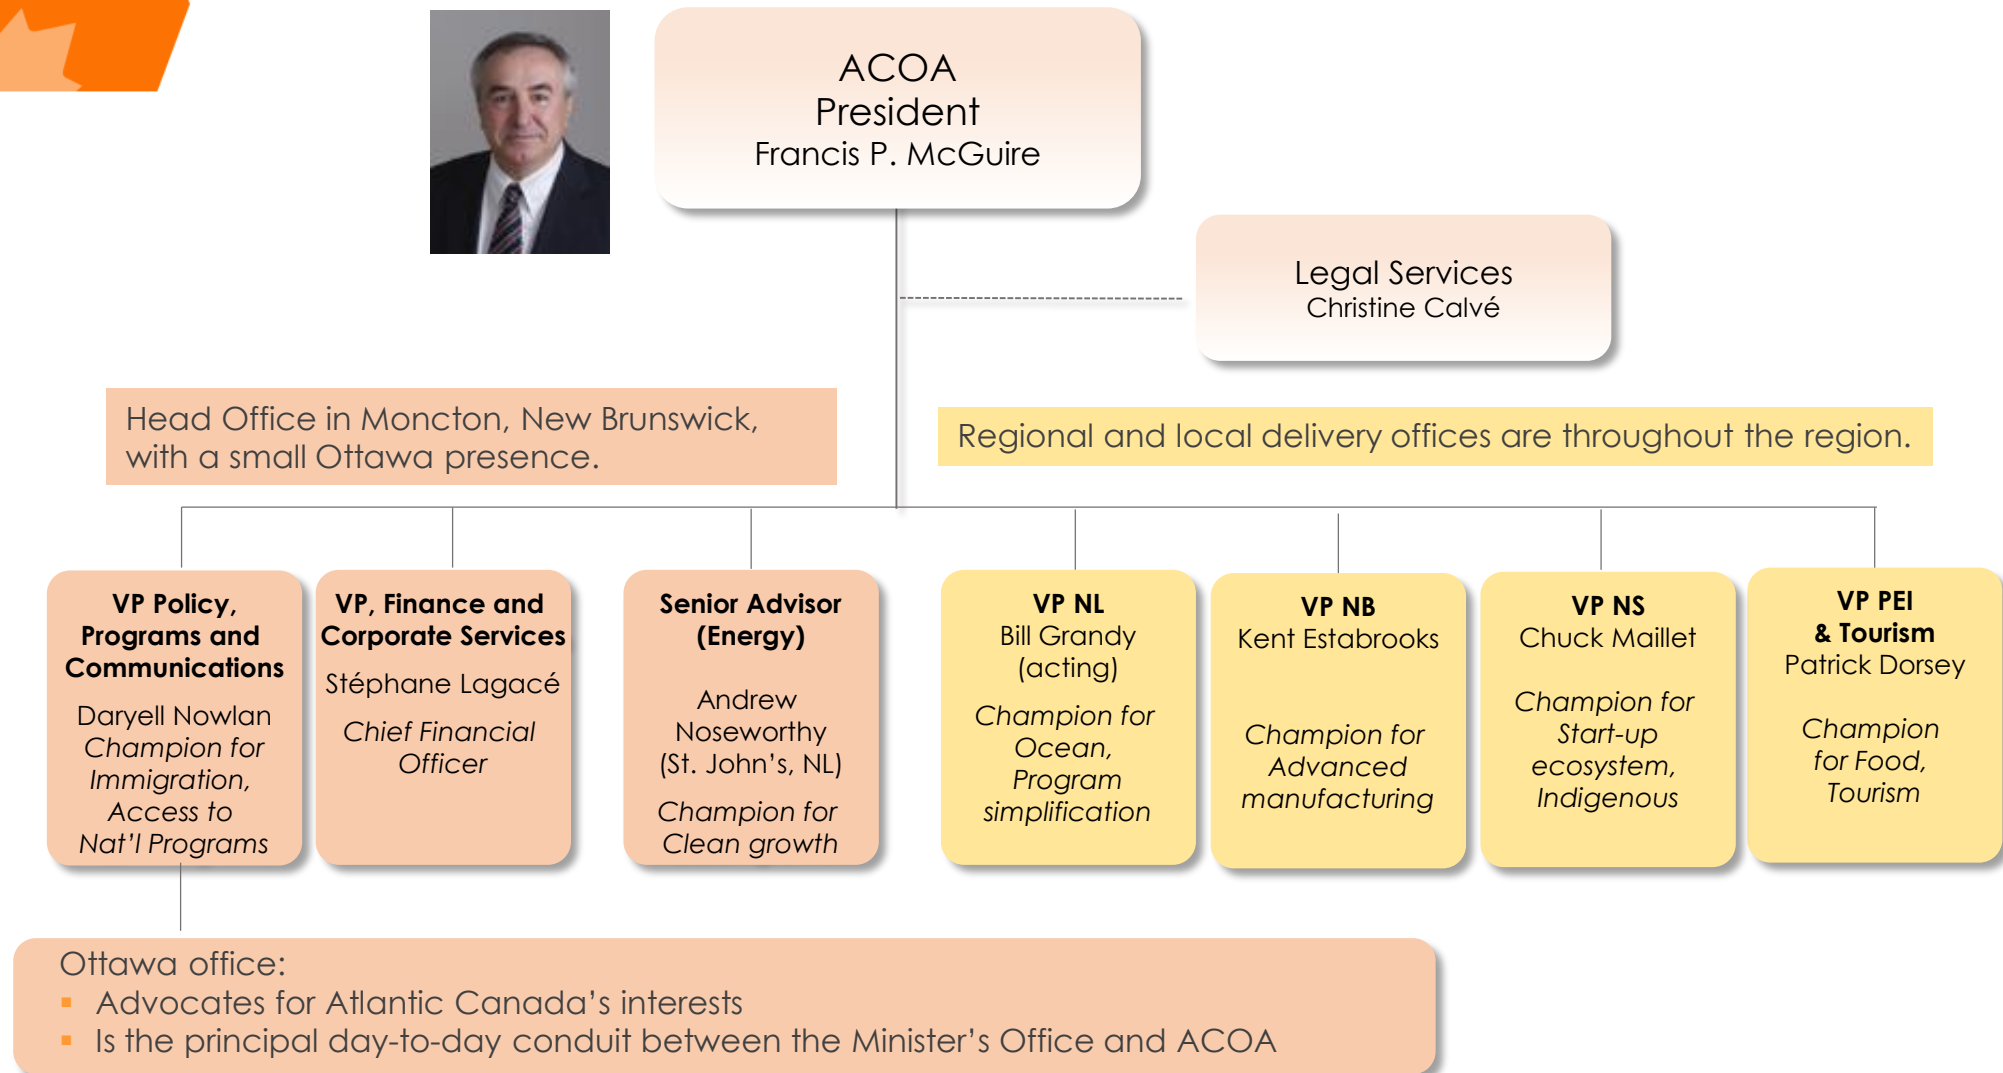 ACOA
President
Francis P. McGuire
Legal Services
Christine Calvé
Head Office in Moncton, New Brunswick,
with a small Ottawa presence.
Regional and local delivery offices are throughout the region.
VP Policy,
Programs and
Communications
Daryell Nowlan
Champion for
Immigration,
Access to
Nat’l Programs
VP, Finance and
Corporate Services
Stéphane Lagacé
Chief Financial
Officer
Senior Advisor
(Energy)
Andrew
Noseworthy
(St. John’s, NL)
Champion for
Clean growth
VP NL
Bill Grandy
(acting)
Champion for
Ocean,
Program
simplification
VP NB
Kent Estabrooks
Champion for
Advanced
manufacturing
VP NS
Chuck Maillet
Champion for
Start-up
ecosystem,
Indigenous
VP PEI
& Tourism
Patrick Dorsey
Champion
for Food,
Tourism
Ottawa office:
▪ Advocates for Atlantic Canada’s interests
▪ Is the principal day-to-day conduit between the Minister’s Office and ACOA